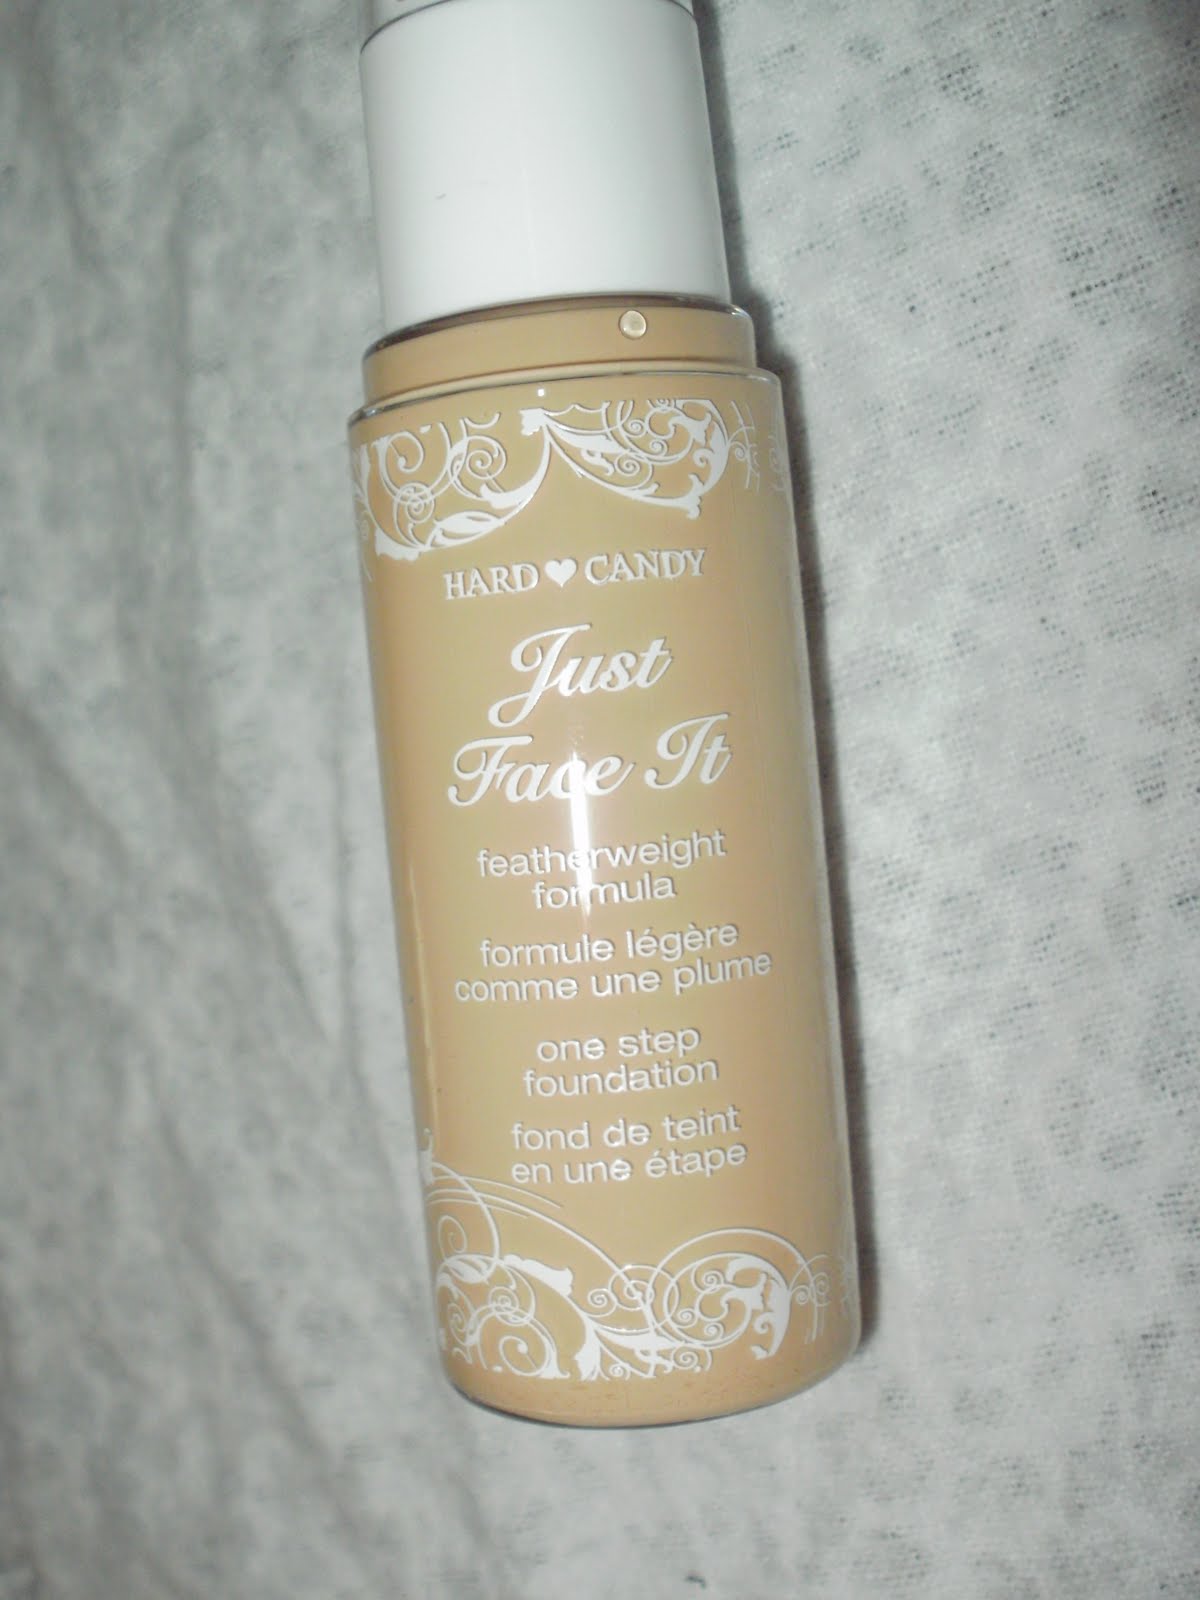 HARD ♥ CANDY
Just
Face It
featherweight
formula
formule légère
comme une plume
one step
foundation
fond de teint
en une étape